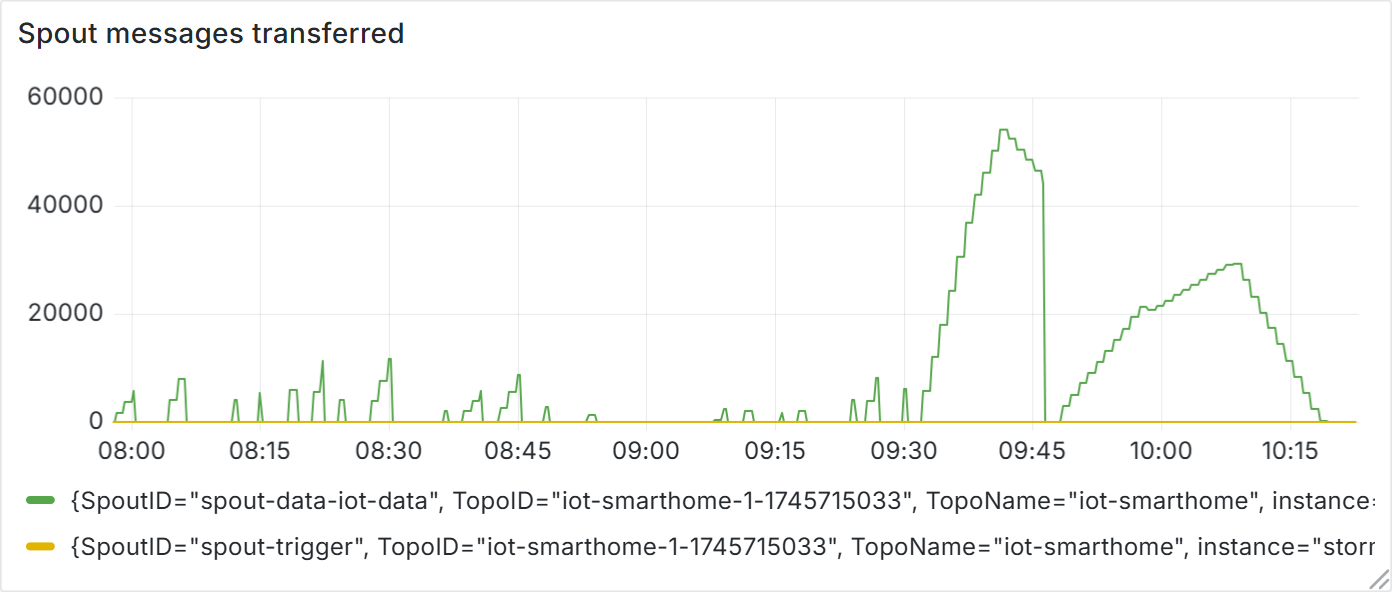 Spout messages transferred
60000
40000
20000
0
08:00 08:15 08:30 08:45 09:00 09:15 09:30 09:45 10:00 10:15
{SpoutID="spout-data-iot-data", TopoID="iot-smarthome-1-1745715033", TopoName="iot-smarthome", instance=
{SpoutID="spout-trigger", TopoID="iot-smarthome-1-1745715033", TopoName="iot-smarthome", instance="stor